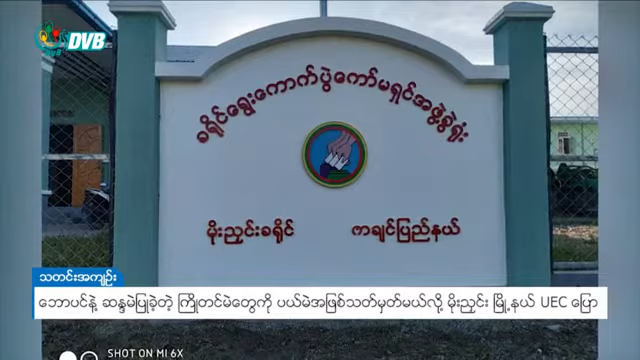 DVB
ခရိုင်ရွေးကောက်ပွဲကော်မရှင်အဖွဲ့ခွဲရုံး
မိုးညှင်းခရိုင် ကချင်ပြည်နယ်
သတင်းအကျဉ်း
ဘောပင်နဲ့ ဆန္ဒမဲပြုခဲ့တဲ့ ကြိုတင်မဲတွေကို ပယ်မဲအဖြစ်သတ်မှတ်မယ်လို့ မိုးညှင်း မြို့နယ် UEC ပြော
SHOT ON MI 6X